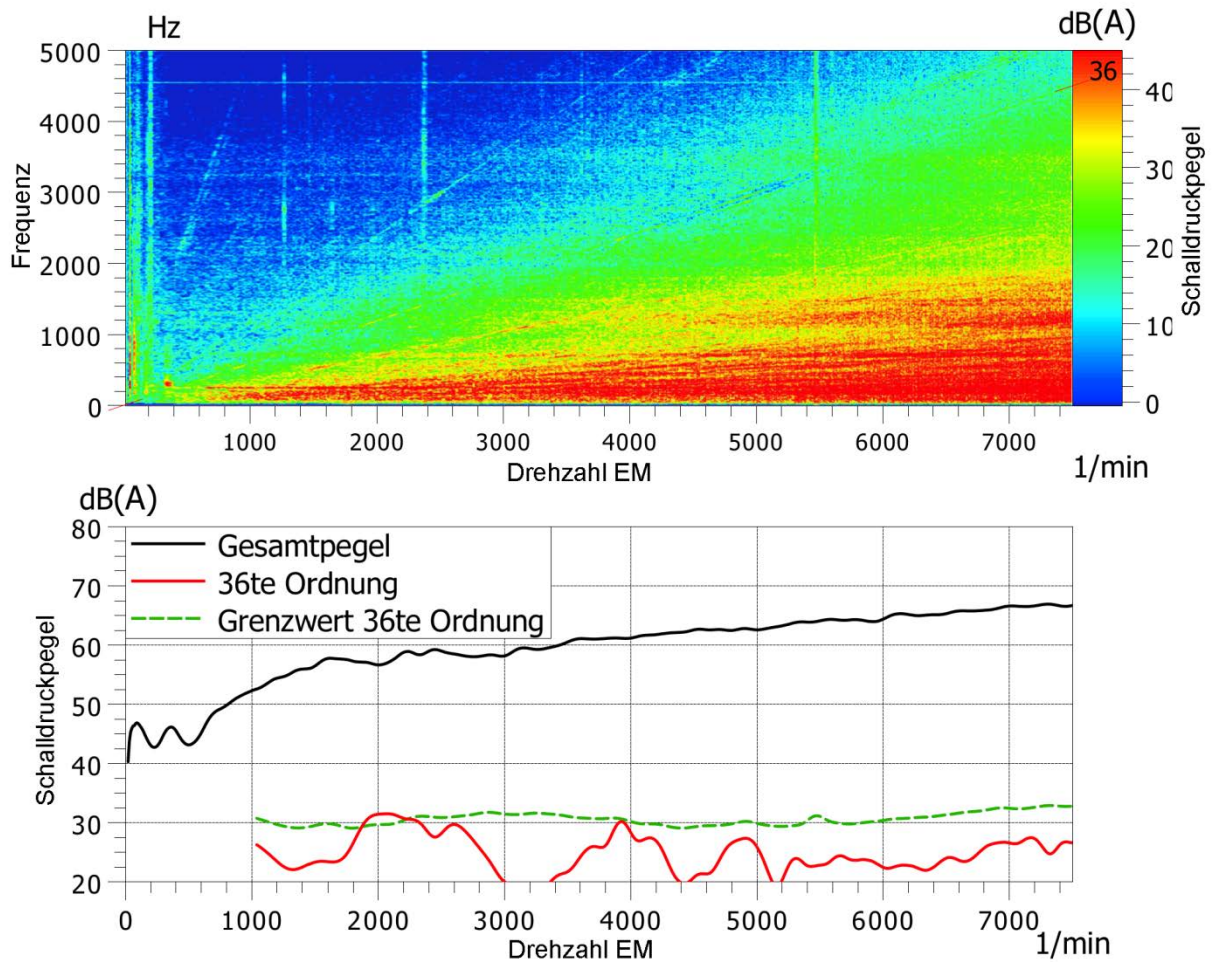 Hz
dB(A)
5000
4000
3000
2000
1000
0
Frequenz
36
40
30
20
10
0
Schalldruckpegel
1000 2000 3000 4000 5000 6000 7000
Drehzahl EM
1/min
dB(A)
80
70
60
50
40
30
20
Schalldruckpegel
Gesamtpegel
36te Ordnung
Grenzwert 36te Ordnung
0 1000 2000 3000 4000 5000 6000 7000
Drehzahl EM
1/min